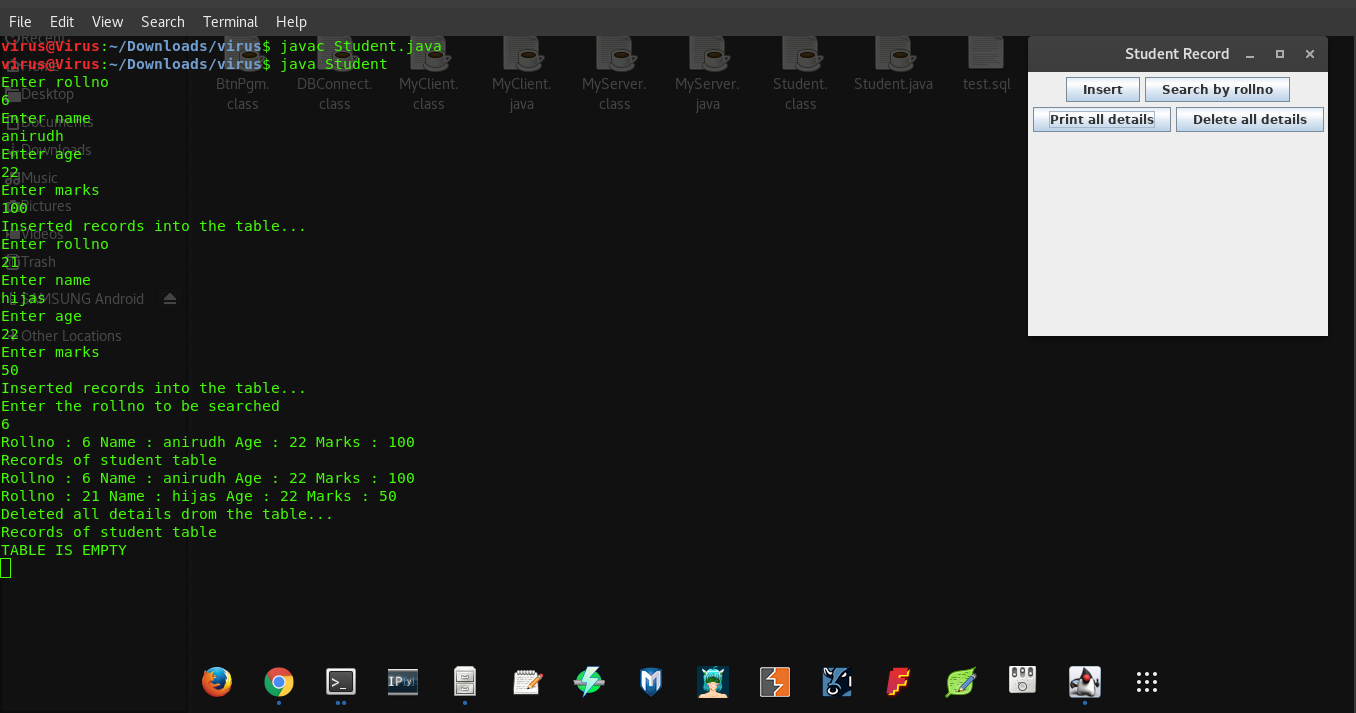 File Edit View Search Terminal Help
virus@Virus:~/Downloads/virus$ javac Student.java
virus@Virus:~/Downloads/virus$ java Student
Enter rollno
6
Enter name
anirudh
Enter age
22
Enter marks
100
Inserted records into the table...
Enter rollno
21
Enter name
hijas
Enter age
22
Enter marks
50
Inserted records into the table...
Enter the rollno to be searched
6
Rollno : 6 Name : anirudh Age : 22 Marks : 100
Records of student table
Rollno : 6 Name : anirudh Age : 22 Marks : 100
Rollno : 21 Name : hijas Age : 22 Marks : 50
Deleted all details drom the table...
Records of student table
TABLE IS EMPTY
Recent
Desktop
Documents
Downloads
Music
Pictures
Videos
Trash
SAMSUNG Android
Other Locations
BtnPgm.class
DBConnect.class
MyClient.class
MyClient.java
MyServer.class
MyServer.java
Student.class
Student.java
test.sql
Student Record
Insert
Search by rollno
Print all details
Delete all details
IP[y]: